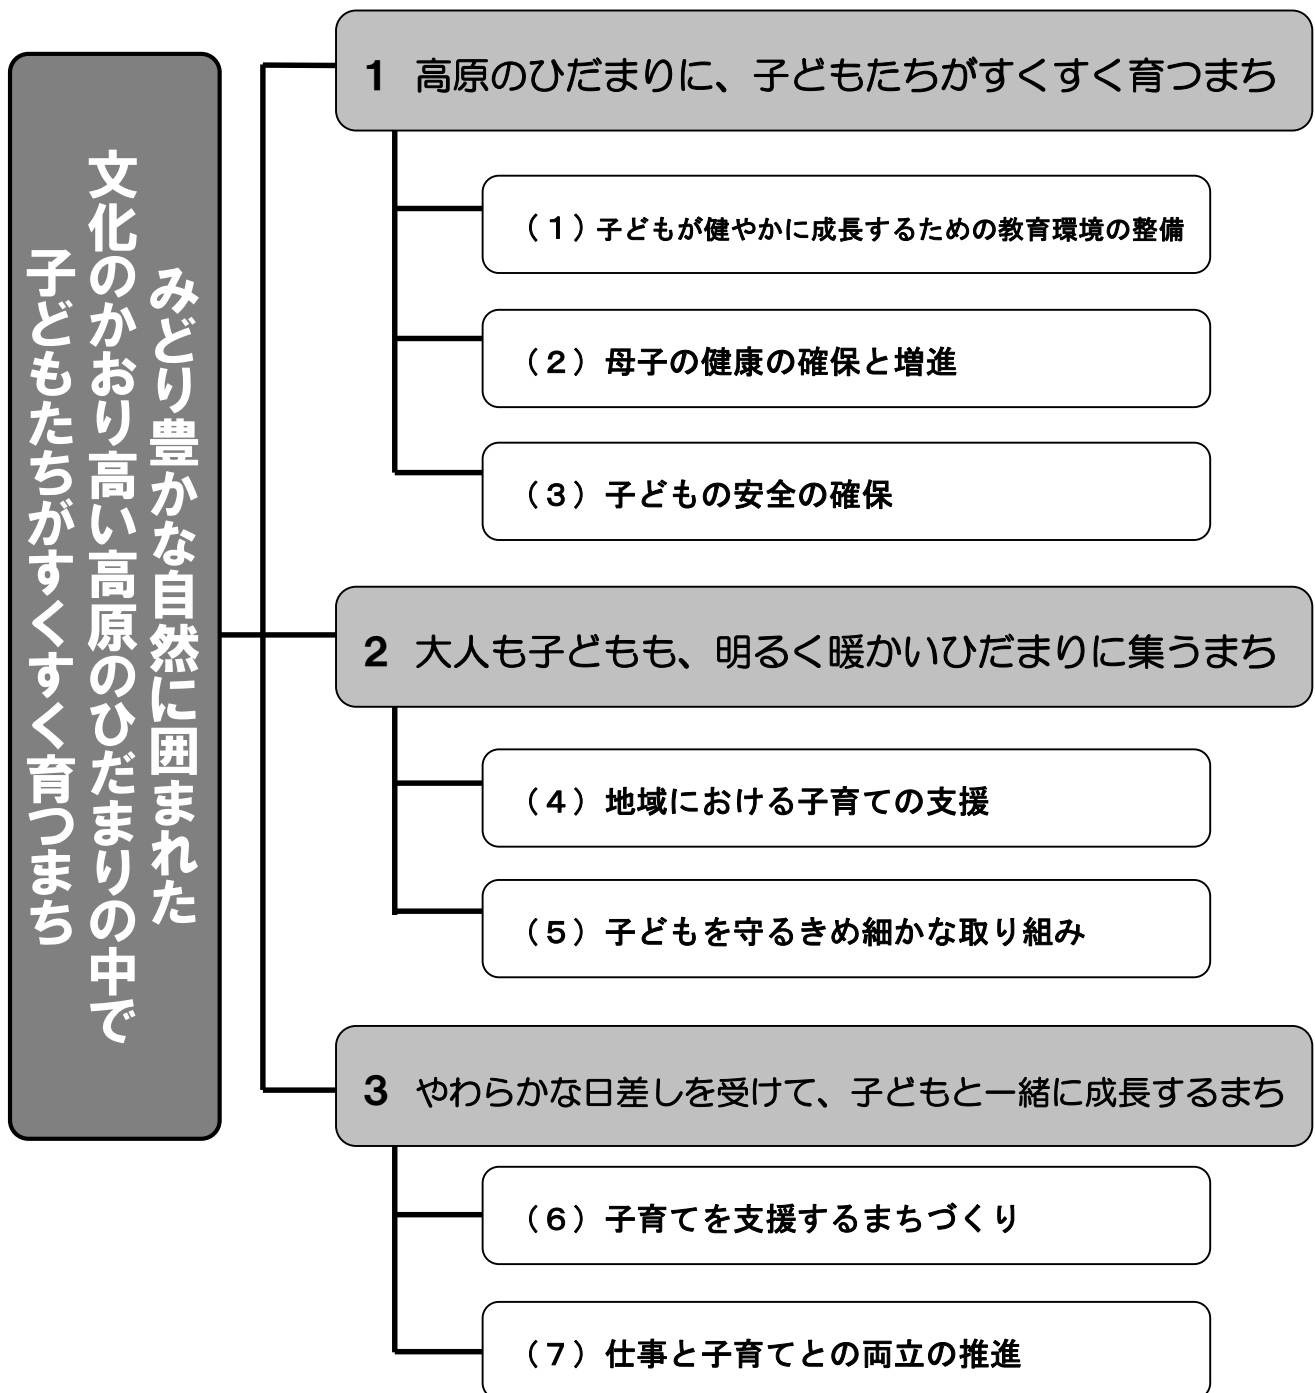 みどり豊かな自然に囲まれた
文化のかおり高い高原のひだまりの中で
子どもたちがすくすく育つまち
1 高原のひだまりに、子どもたちがすくすく育つまち
（１）子どもが健やかに成長するための教育環境の整備
（２）母子の健康の確保と増進
（３）子どもの安全の確保
2 大人も子どもも、明るく暖かいひだまりに集うまち
（４）地域における子育ての支援
（５）子どもを守るきめ細かな取り組み
3 やわらかな日差しを受けて、子どもと一緒に成長するまち
（６）子育てを支援するまちづくり
（７）仕事と子育てとの両立の推進